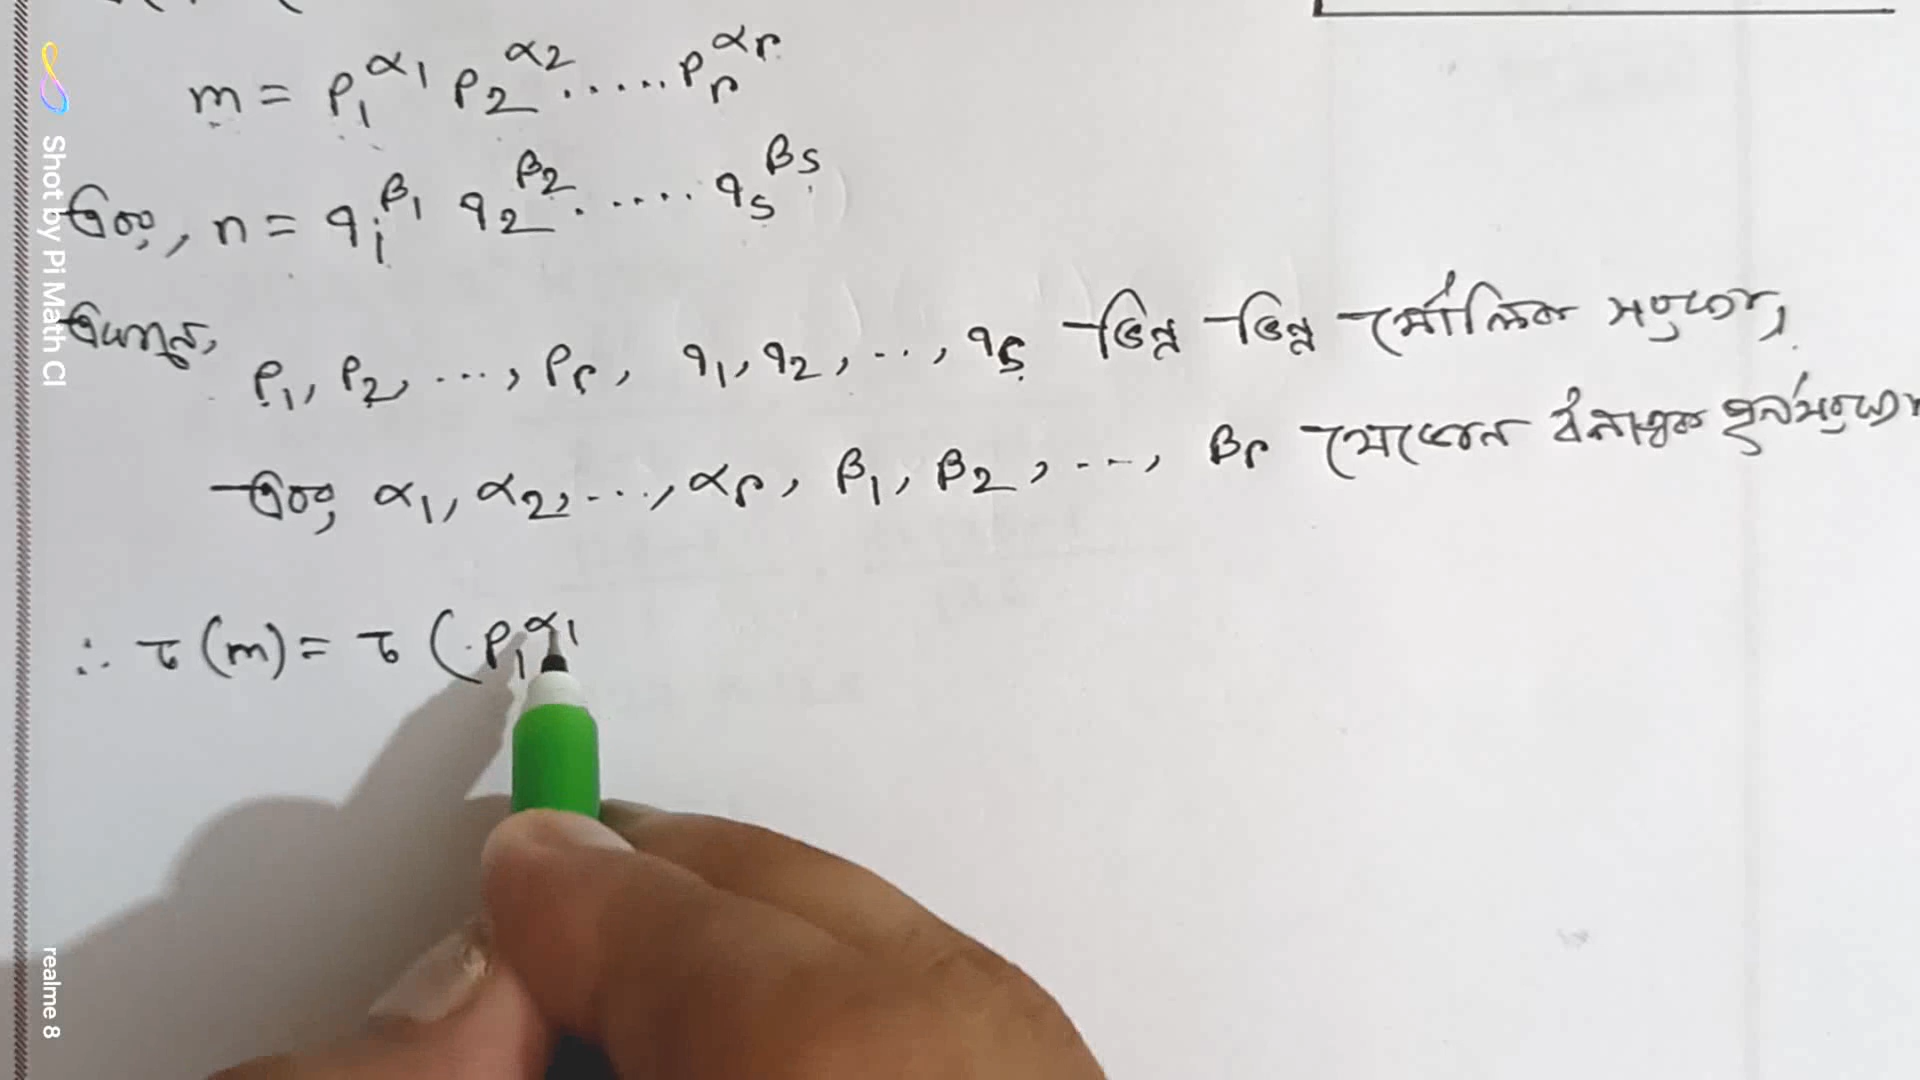 m = p₁^α₁ p₂^α₂ ..... p_r^α_r
এবং, n = q₁^β₁ q₂^β₂ ..... q_s^β_s
যেখানে, p₁, p₂, ..., p_r, q₁, q₂, ..., q_s ভিন্ন ভিন্ন মৌলিক সংখ্যা,
এবং α₁, α₂, ..., α_r, β₁, β₂, ..., β_r যেকোন ধনাত্মক পূর্ণসংখ্যা
∴ τ(m) = τ (p₁^α₁
Shot by Pi Math Cl
realme 8